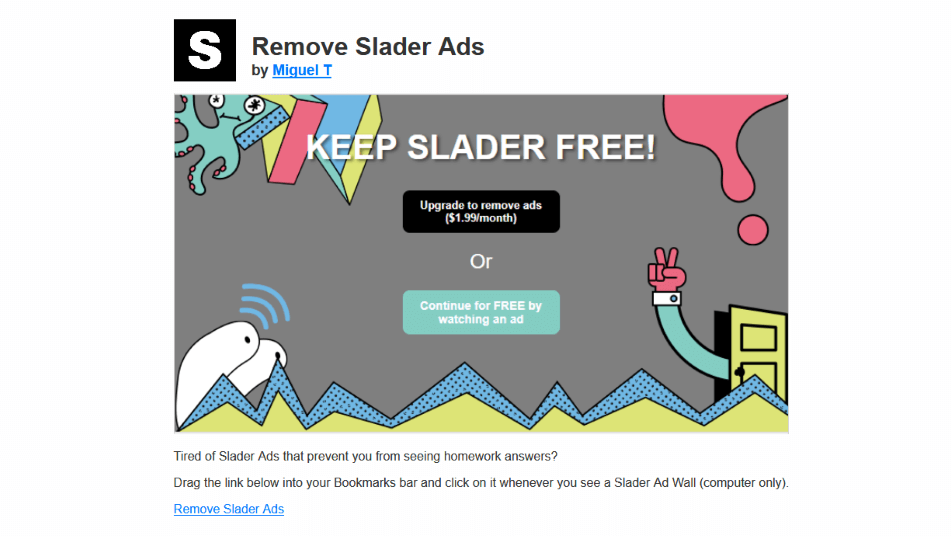 S
Remove Slader Ads
by Miguel T
KEEP SLADER FREE!
Upgrade to remove ads
($1.99/month)
Or
Continue for FREE by
watching an ad
Tired of Slader Ads that prevent you from seeing homework answers?
Drag the link below into your Bookmarks bar and click on it whenever you see a Slader Ad Wall (computer only).
Remove Slader Ads